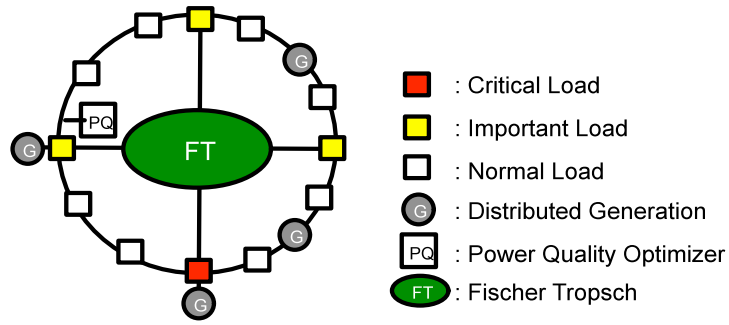 G
: Critical Load
PQ
: Important Load
G
FT
: Normal Load
G : Distributed Generation
G
PQ : Power Quality Optimizer
G
FT : Fischer Tropsch